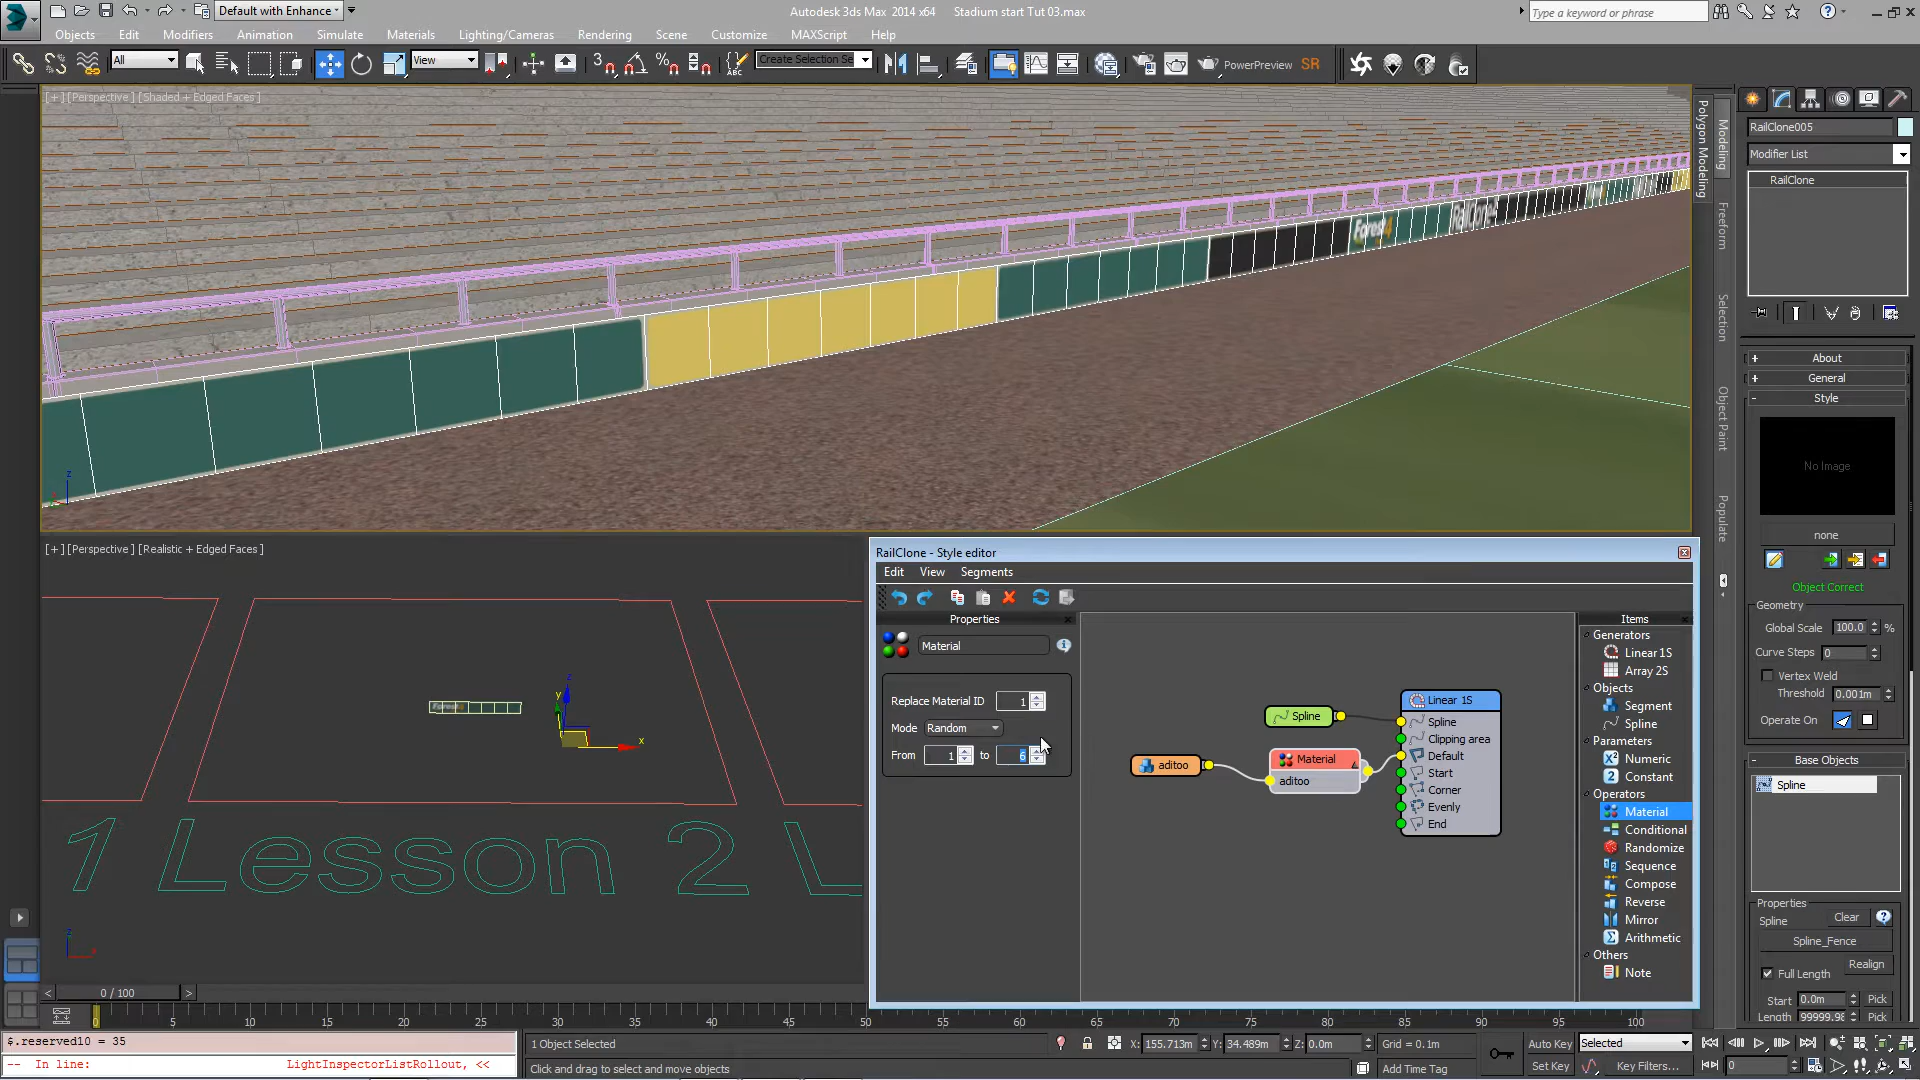 Default with Enhance
Autodesk 3ds Max 2014 x64 Stadium start Tut 03.max
Type a keyword or phrase
Objects Edit Modifiers Animation Simulate Materials Lighting/Cameras Rendering Scene Customize MAXScript Help
All
View
Create Selection Se
PowerPreview SR
[+] [Perspective] [Shaded + Edged Faces]
Forest
RailClone
Polygon Modeling
Modeling
Freeform
Selection
Object Paint
Populate
RailClone005
Modifier List
RailClone
+ About
+ General
- Style
No Image
none
Object Correct
Geometry
Global Scale 100.0 %
Curve Steps 0
Vertex Weld
Threshold 0.001m
Operate On
- Base Objects
Spline
Properties
Spline Clear
Spline_Fence
Full Length Realign
Start 0.0m Pick
Length 99999.98 Pick
[+] [Perspective] [Realistic + Edged Faces]
z
y
x
1 Lesson 2 L
RailClone - Style editor
Edit View Segments
Properties
Material
Replace Material ID 1
Mode Random
From 1 to 6
Spline
aditoo
Material
aditoo
Linear 1S
Spline
Clipping area
Default
Start
Corner
Evenly
End
Items
Generators
Linear 1S
Array 2S
Objects
Segment
Spline
Parameters
Numeric
Constant
Operators
Material
Conditional
Randomize
Sequence
Compose
Reverse
Mirror
Arithmetic
Others
Note
< 0 / 100 >
0 5 10 15 20 25 30 35 40 45 50 55 60 65 70 75 80 85 90 95 100
$.reserved10 = 35
-- In line: LightInspectorListRollout, <<
1 Object Selected
Click and drag to select and move objects
X: 155.713m Y: 34.489m Z: 0.0m Grid = 0.1m
Add Time Tag
Auto Key Selected
Set Key Key Filters...
0